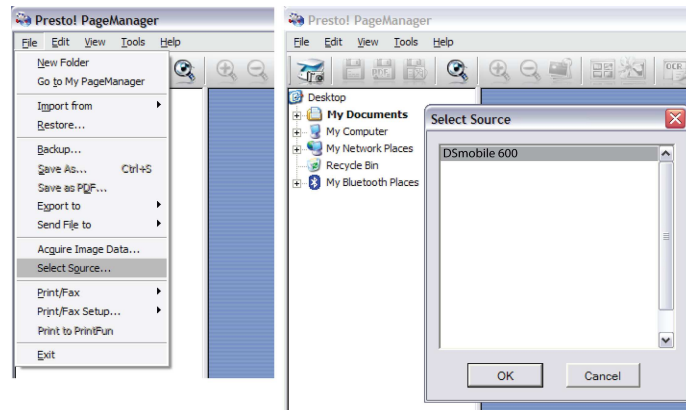 Presto! PageManager
File Edit View Tools Help
New Folder
Go to My PageManager
Import from
Restore...
Backup...
Save As... Ctrl+S
Save as PDF...
Export to
Send File to
Acquire Image Data...
Select Source...
Print/Fax
Print/Fax Setup...
Print to PrintFun
Exit
Presto! PageManager
File Edit View Tools Help
PDF
OCR
Desktop
My Documents
My Computer
My Network Places
Recycle Bin
My Bluetooth Places
Select Source
DSmobile 600
OK Cancel